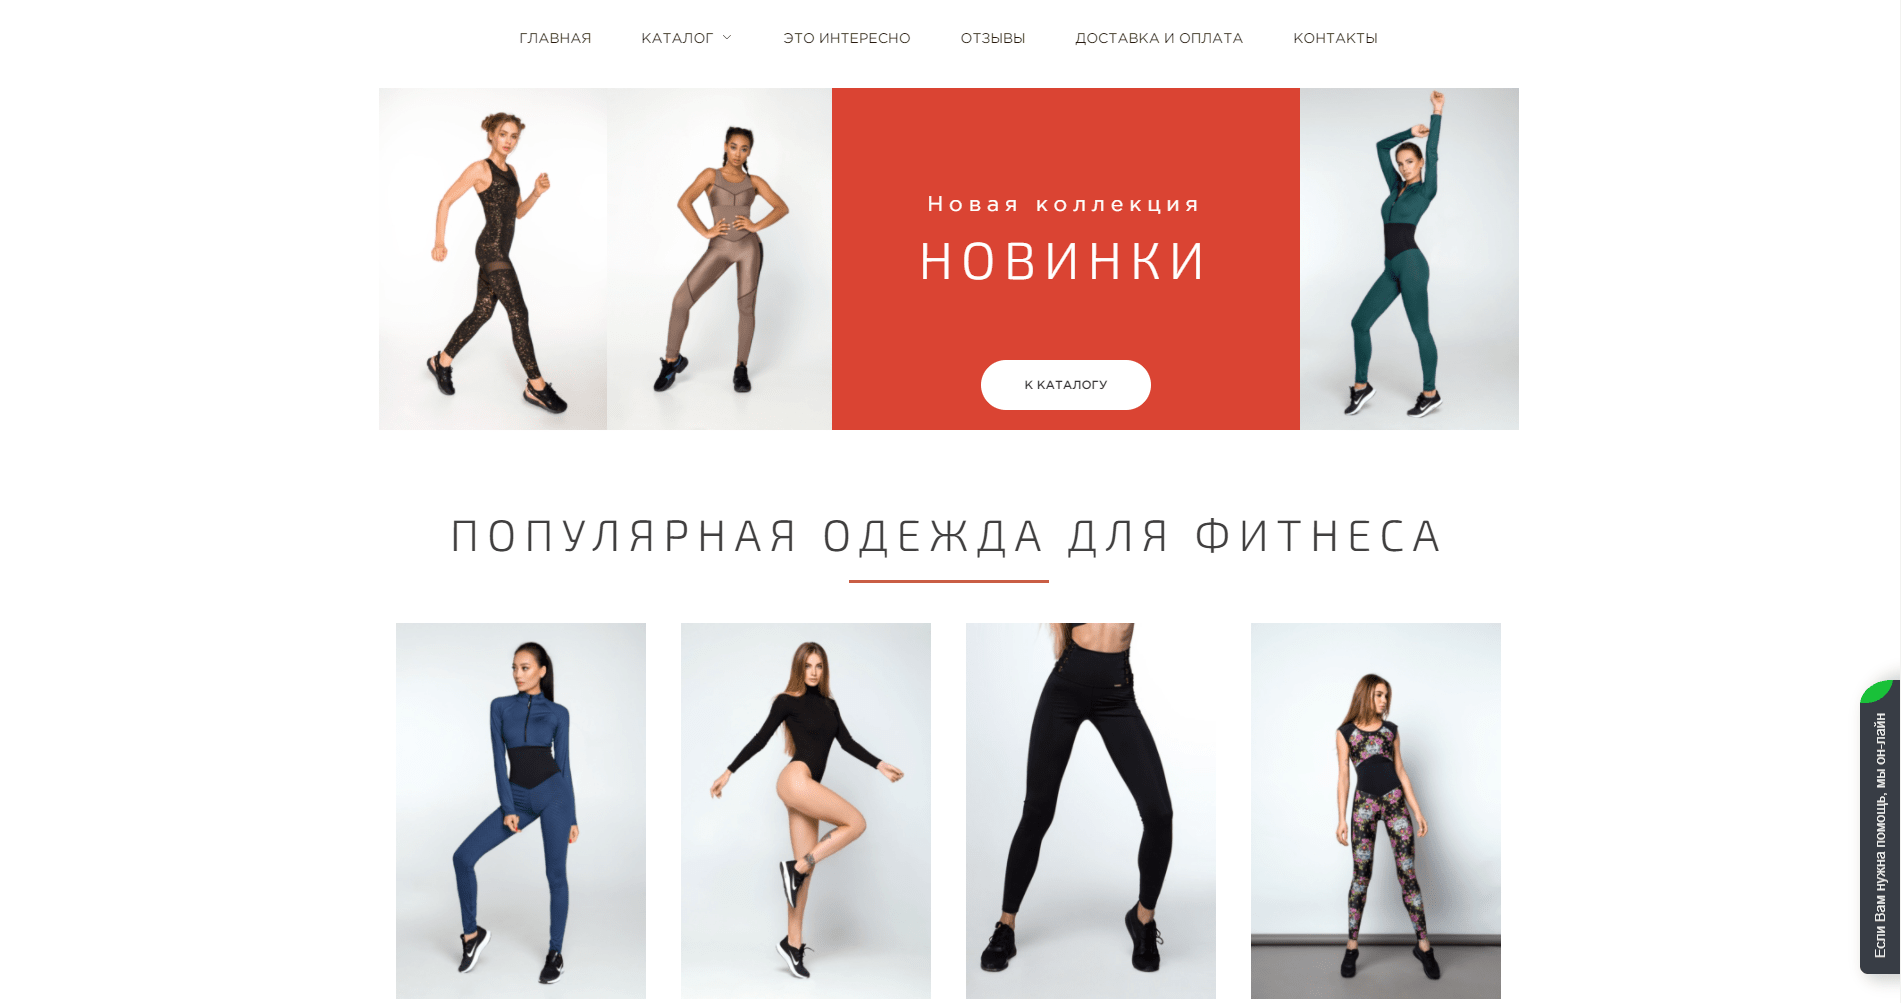 ГЛАВНАЯ КАТАЛОГ ЭТО ИНТЕРЕСНО ОТЗЫВЫ ДОСТАВКА И ОПЛАТА КОНТАКТЫ
Новая коллекция
НОВИНКИ
К КАТАЛОГУ
ПОПУЛЯРНАЯ ОДЕЖДА ДЛЯ ФИТНЕСА
Если Вам нужна помощь, мы он-лайн